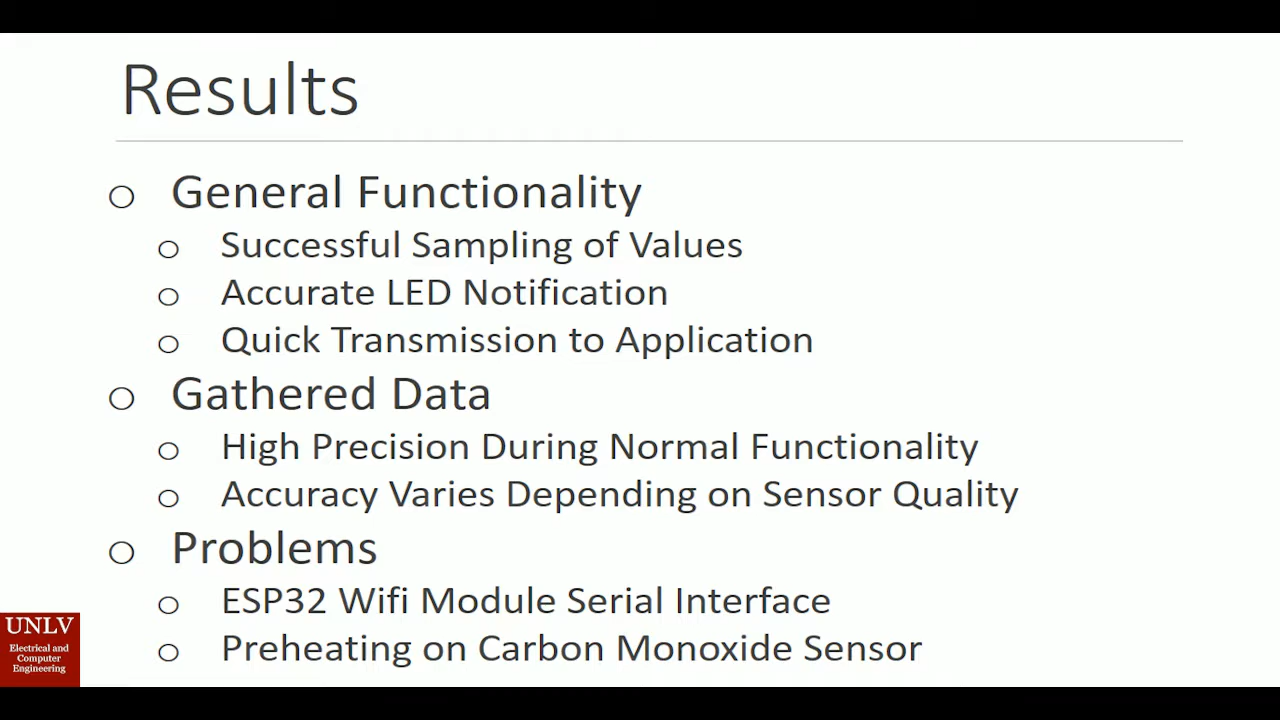 Results
General Functionality
Successful Sampling of Values
Accurate LED Notification
Quick Transmission to Application
Gathered Data
High Precision During Normal Functionality
Accuracy Varies Depending on Sensor Quality
Problems
ESP32 Wifi Module Serial Interface
Preheating on Carbon Monoxide Sensor
UNLV
Electrical and
Computer
Engineering